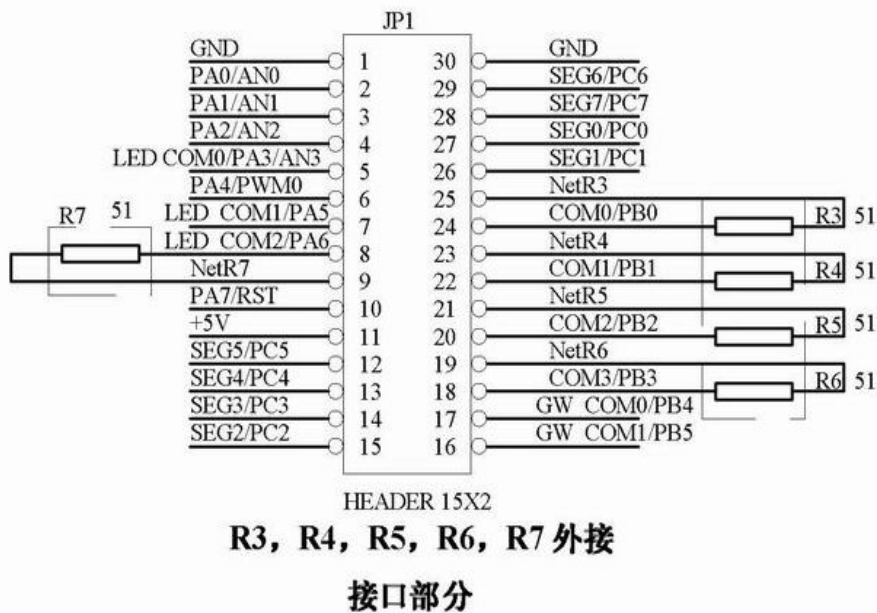 JP1
GND 1 30 GND
PA0/AN0 2 29 SEG6/PC6
PA1/AN1 3 28 SEG7/PC7
PA2/AN2 4 27 SEG0/PC0
LED COM0/PA3/AN3 5 26 SEG1/PC1
PA4/PWM0 6 25 NetR3
R7 51 LED COM1/PA5 7 24 COM0/PB0 R3 51
LED COM2/PA6 8 23 NetR4
NetR7 9 22 COM1/PB1 R4 51
PA7/RST 10 21 NetR5
+5V 11 20 COM2/PB2 R5 51
SEG5/PC5 12 19 NetR6
SEG4/PC4 13 18 COM3/PB3 R6 51
SEG3/PC3 14 17 GW COM0/PB4
SEG2/PC2 15 16 GW COM1/PB5
HEADER 15X2
R3，R4，R5，R6，R7 外接
接口部分